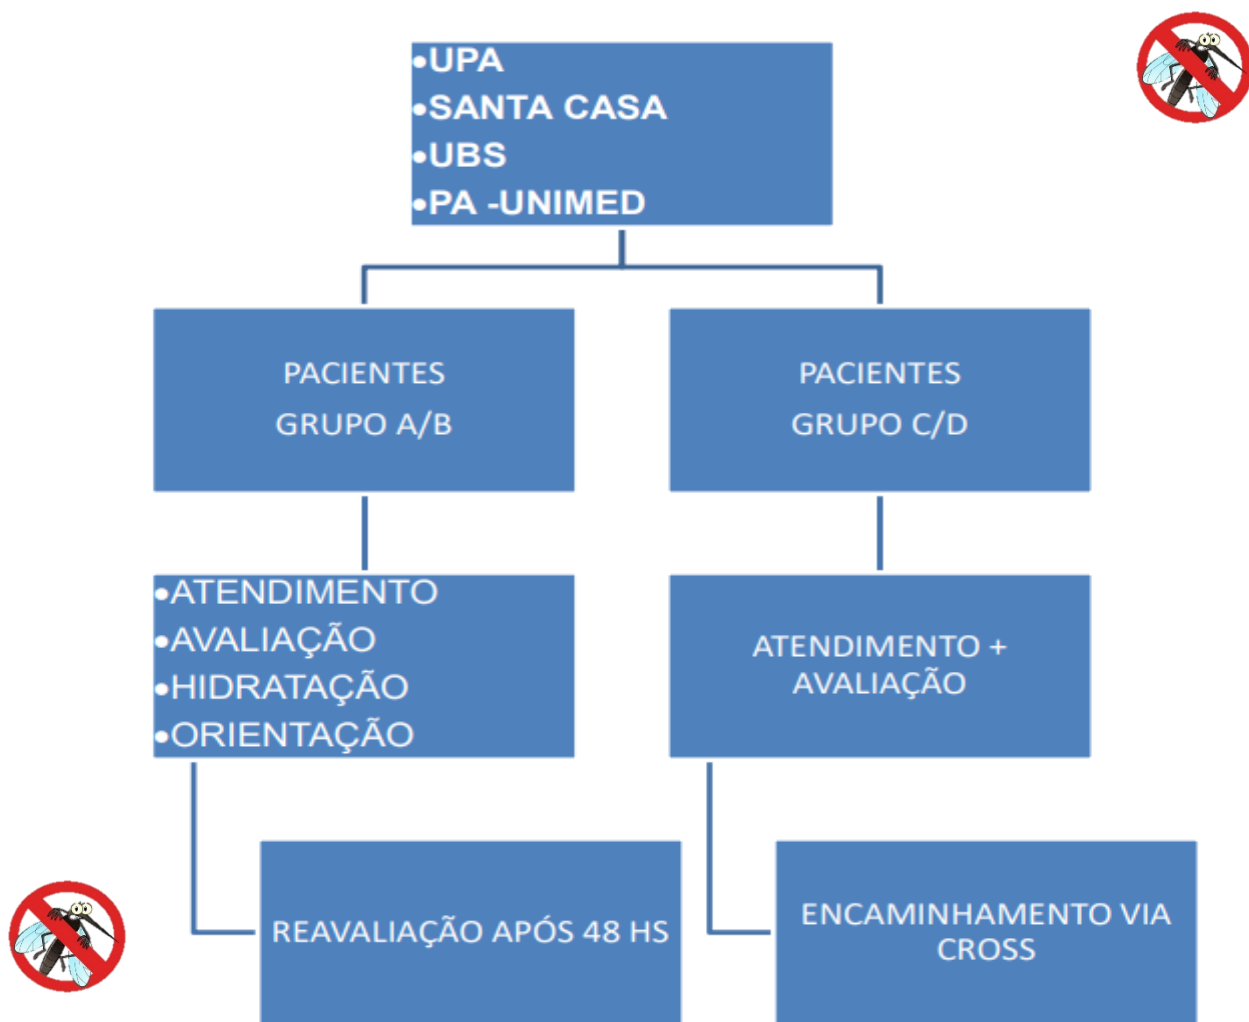 •UPA
•SANTA CASA
•UBS
•PA -UNIMED
PACIENTES
GRUPO A/B
PACIENTES
GRUPO C/D
•ATENDIMENTO
•AVALIAÇÃO
•HIDRATAÇÃO
•ORIENTAÇÃO
ATENDIMENTO +
AVALIAÇÃO
REAVALIAÇÃO APÓS 48 HS
ENCAMINHAMENTO VIA
CROSS